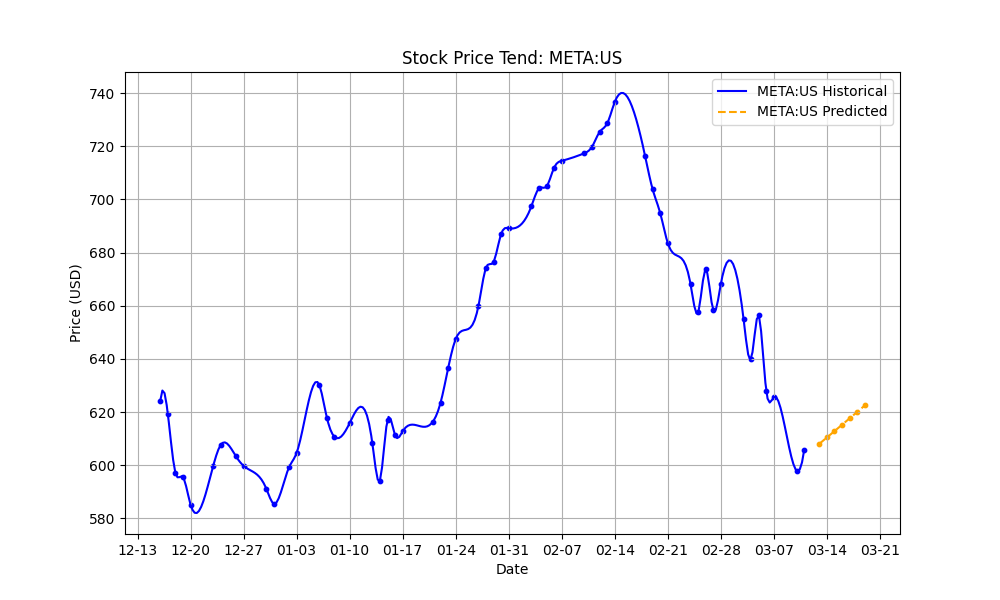 Stock Price Tend: META:US
META:US Historical
META:US Predicted
Price (USD)
740
720
700
680
660
640
620
600
580
12-13 12-20 12-27 01-03 01-10 01-17 01-24 01-31 02-07 02-14 02-21 02-28 03-07 03-14 03-21
Date